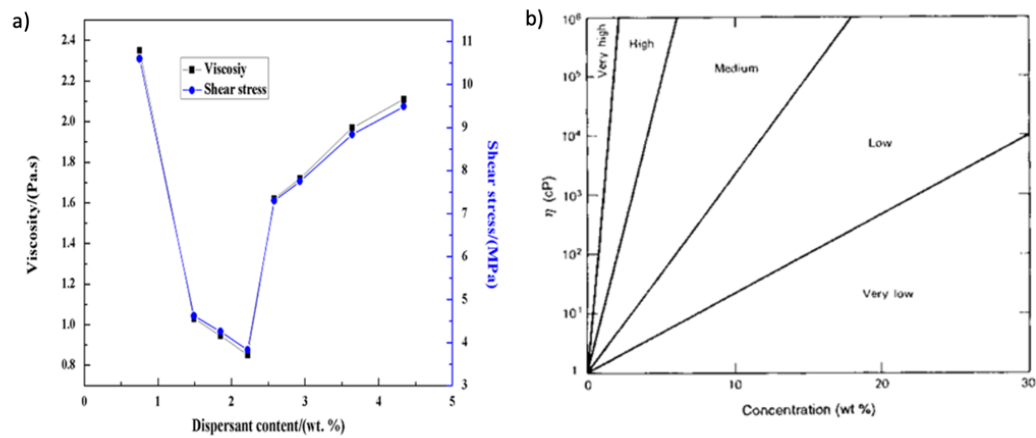 a)
2.4
2.2
2.0
1.8
1.6
1.4
1.2
1.0
0.8
Viscosity/(Pa.s)
Viscosiy
Shear stress
11
10
9
8
7
6
5
4
3
Shear stress/(MPa)
0 1 2 3 4 5
Dispersant content/(wt. %)
b)
10⁶
10⁵
10⁴
10³
10²
10¹
1
η (cP)
Very high
High
Medium
Low
Very low
0 10 20 30
Concentration (wt %)